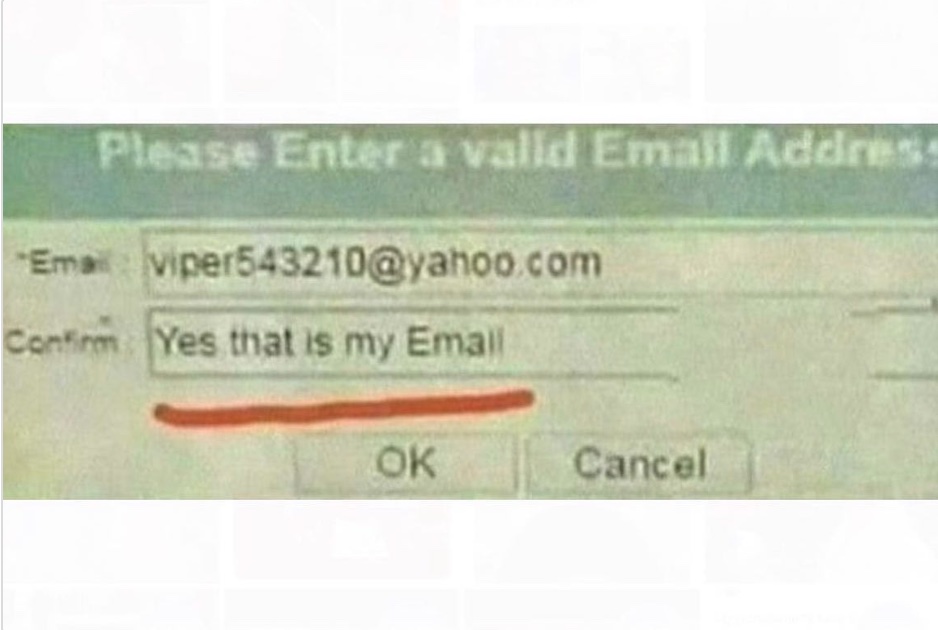 Please Enter a valid Email Address
*Email : viper543210@yahoo.com
*
Confirm : Yes that is my Email
OK Cancel